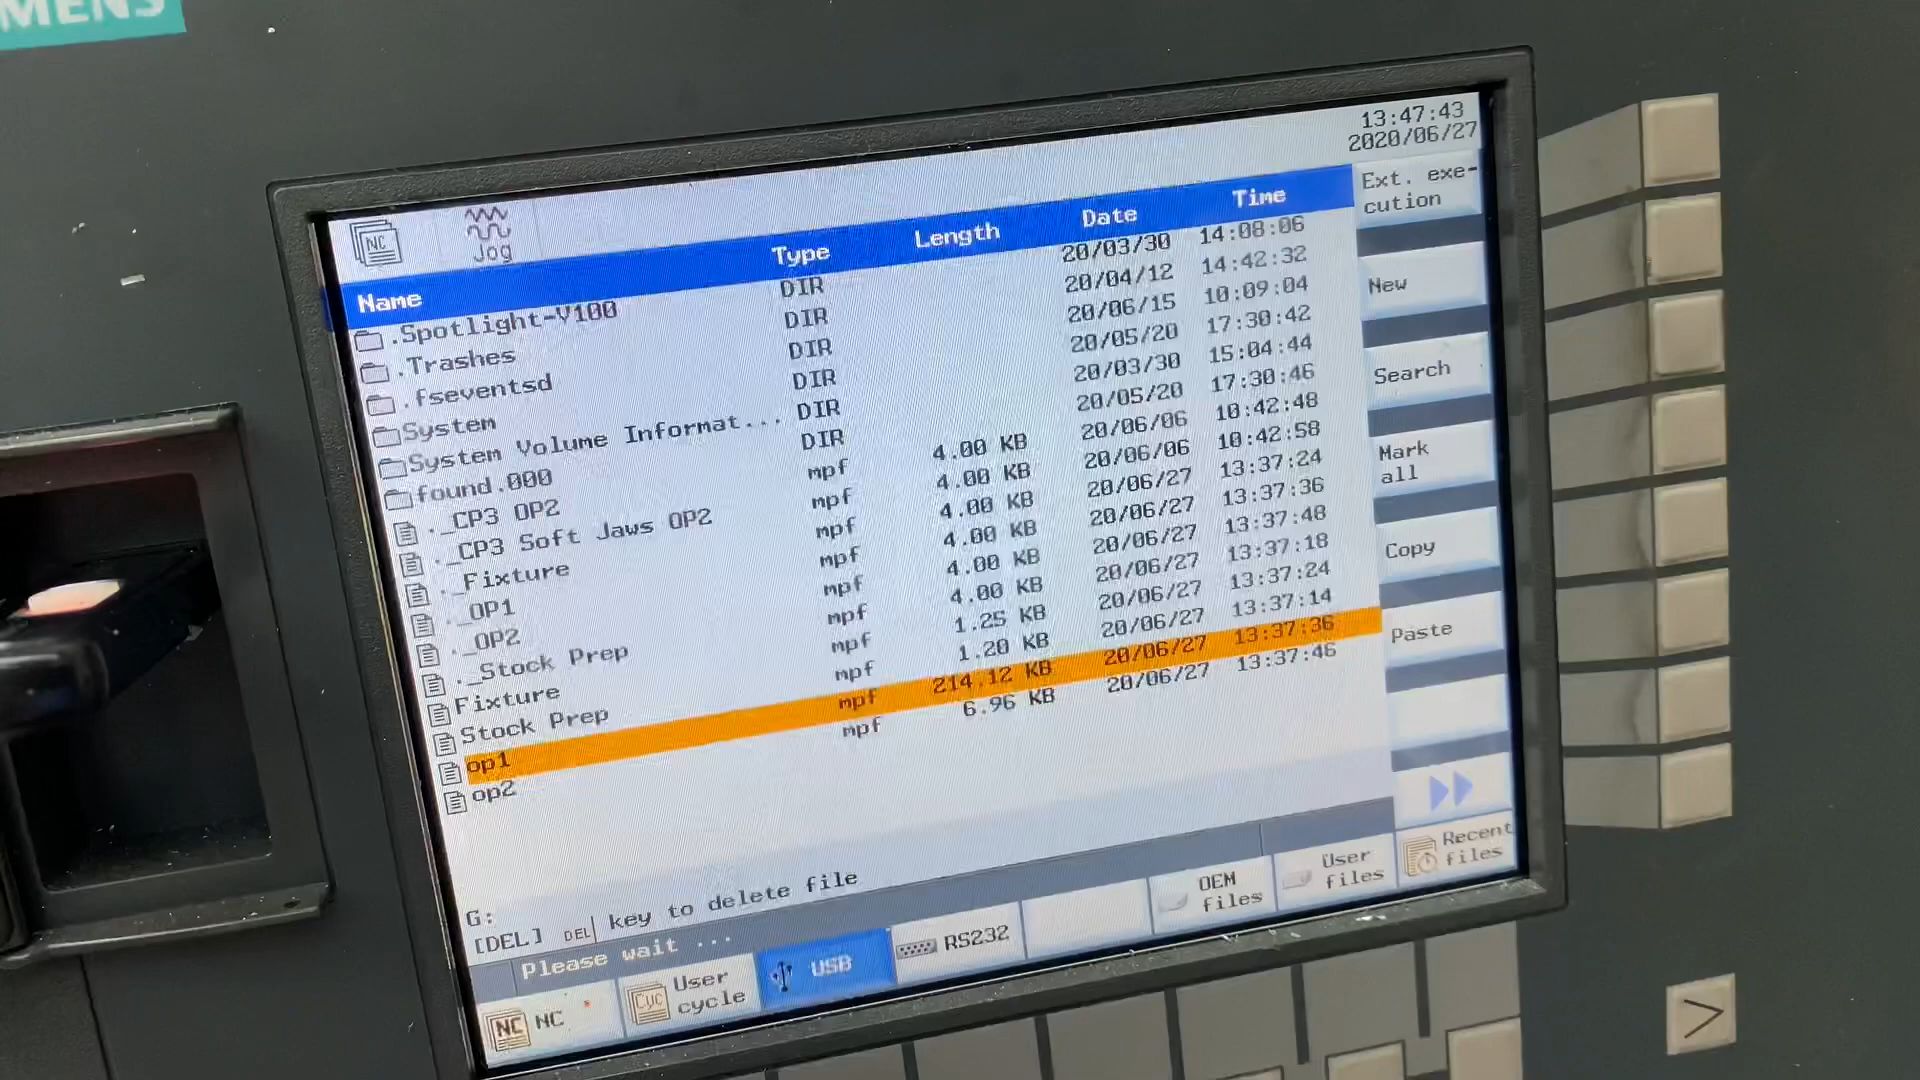 MENS
13:47:43
2020/06/27
NC
Jog
Name Type Length Date Time
.Spotlight-V100 DIR 20/03/30 14:08:06
.Trashes DIR 20/04/12 14:42:32
.fseventsd DIR 20/06/15 10:09:04
System DIR 20/05/20 17:30:42
System Volume Informat... DIR 20/03/30 15:04:44
found.000 DIR 20/05/20 17:30:46
._CP3 OP2 mpf 4.00 KB 20/06/06 10:42:48
._CP3 Soft Jaws OP2 mpf 4.00 KB 20/06/06 10:42:58
._Fixture mpf 4.00 KB 20/06/27 13:37:24
._OP1 mpf 4.00 KB 20/06/27 13:37:36
._OP2 mpf 4.00 KB 20/06/27 13:37:48
._Stock Prep mpf 4.00 KB 20/06/27 13:37:18
Fixture mpf 1.25 KB 20/06/27 13:37:24
Stock Prep mpf 1.20 KB 20/06/27 13:37:14
op1 mpf 214.12 KB 20/06/27 13:37:36
op2 mpf 6.96 KB 20/06/27 13:37:46
Ext. exe-
cution
New
Search
Mark
all
Copy
Paste
G:
[DEL] DEL key to delete file
Please wait ...
NC NC
Cyc User
cycle
USB
RS232
OEM
files
User
files
Recent
files
>